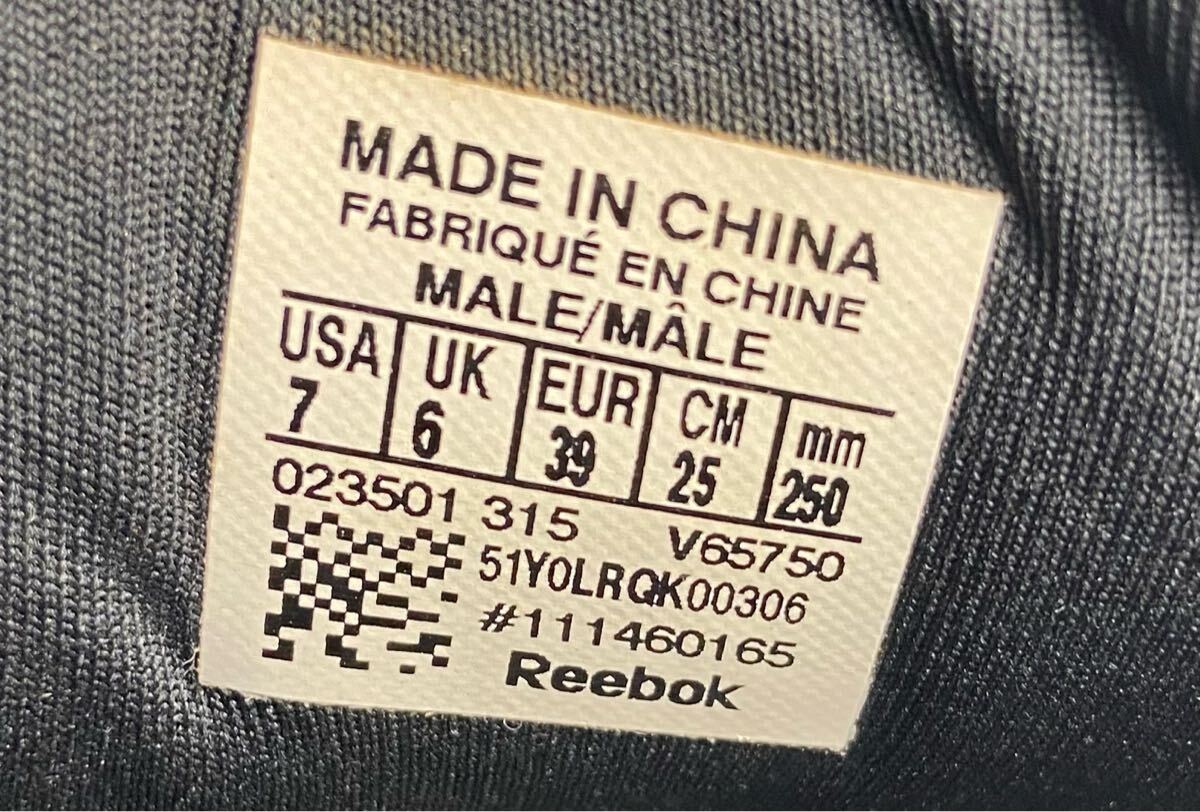 MADE IN CHINA
FABRIQUÉ EN CHINE
MALE/MÂLE
USA UK EUR CM mm
7 6 39 25 250
023501 315 V65750
51Y0LRQK00306
#111460165
Reebok